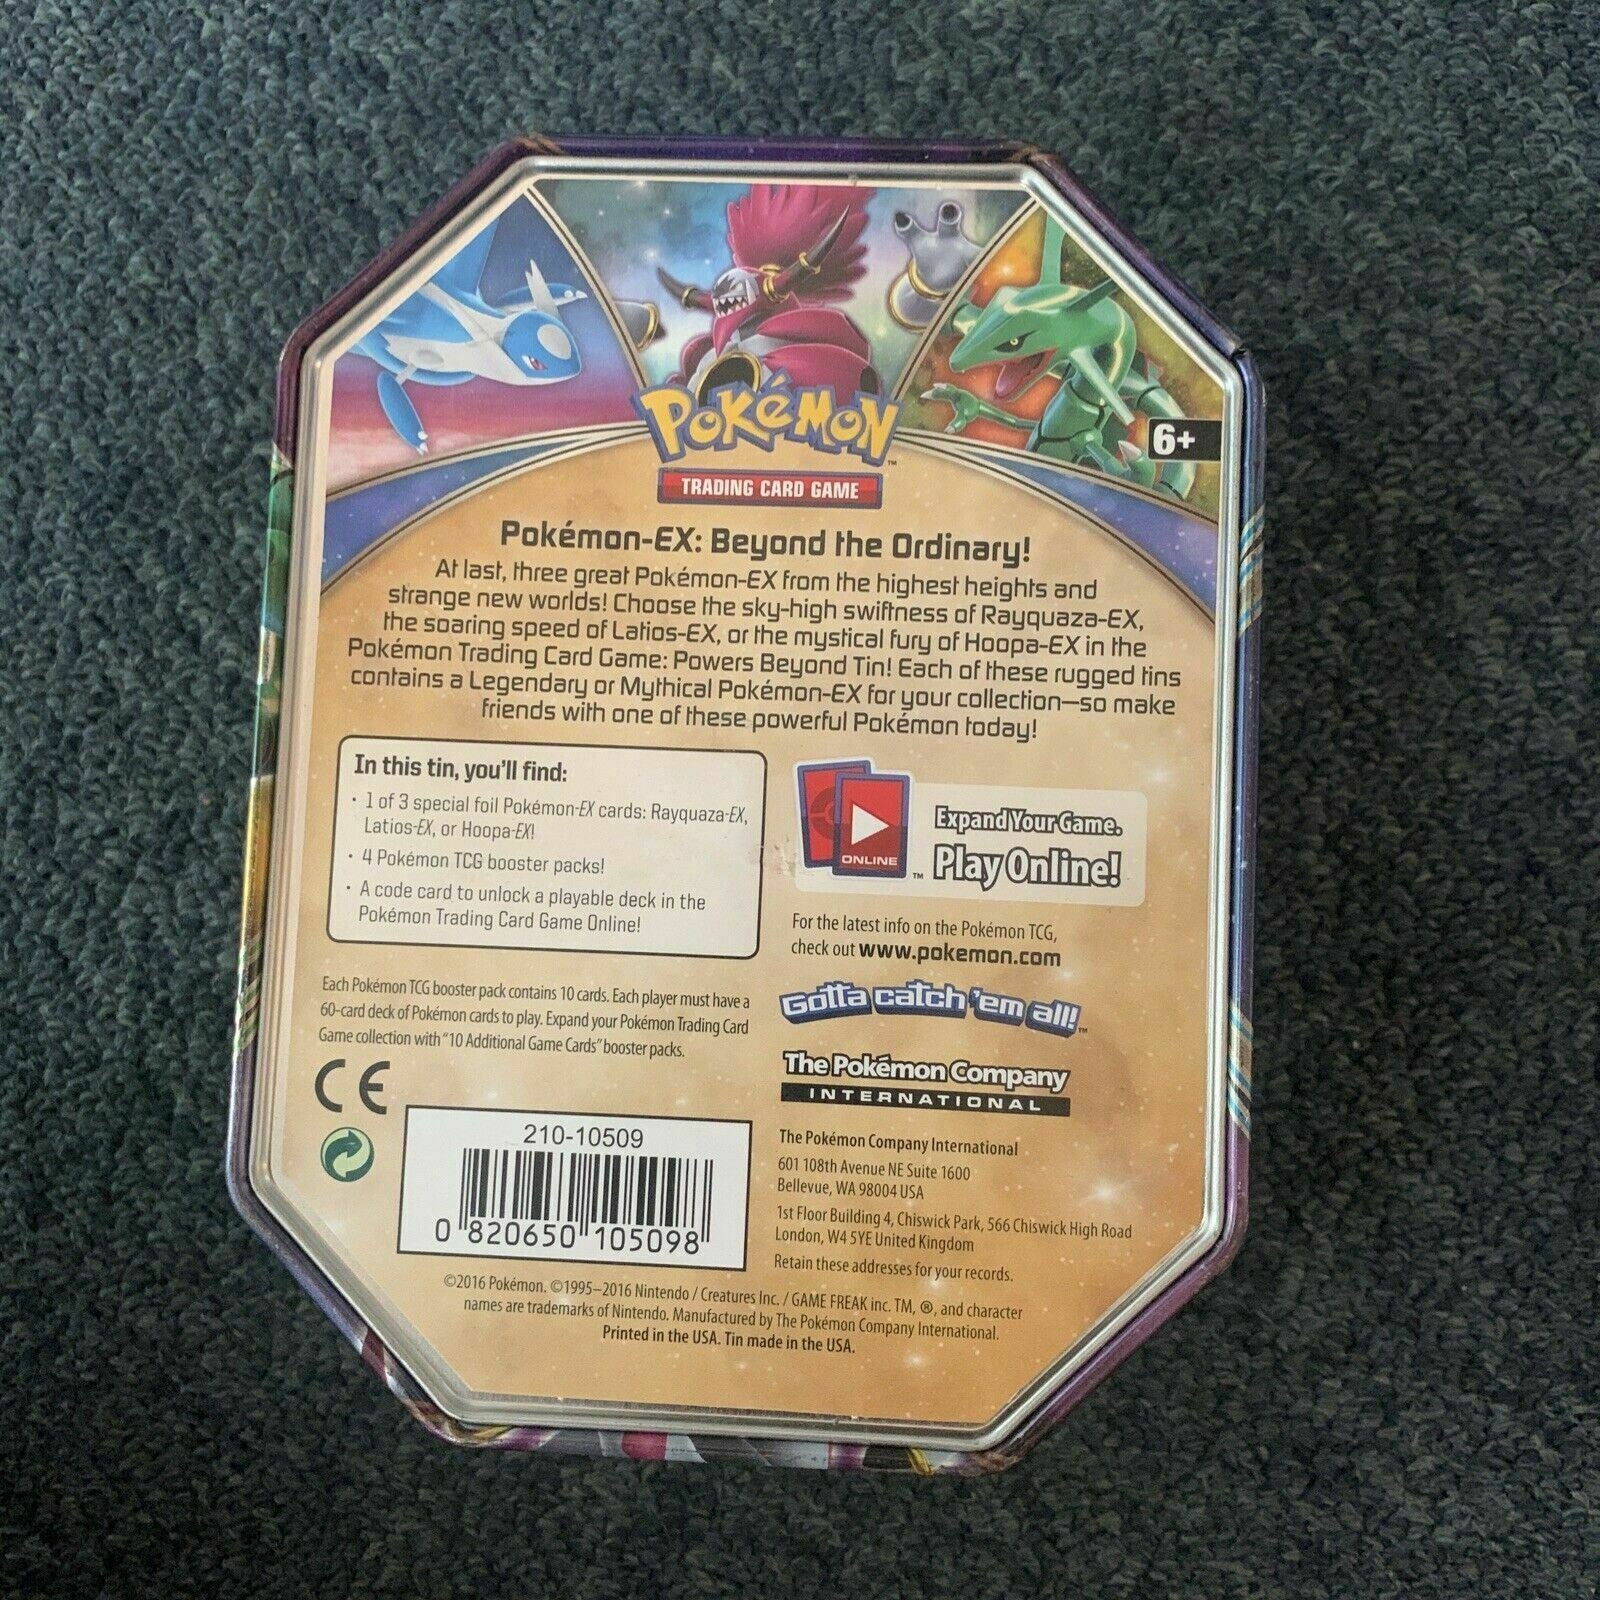 Pokémon™
TRADING CARD GAME
6+
Pokémon-EX: Beyond the Ordinary!
At last, three great Pokémon-EX from the highest heights and
strange new worlds! Choose the sky-high swiftness of Rayquaza-EX,
the soaring speed of Latios-EX, or the mystical fury of Hoopa-EX in the
Pokémon Trading Card Game: Powers Beyond Tin! Each of these rugged tins
contains a Legendary or Mythical Pokémon-EX for your collection—so make
friends with one of these powerful Pokémon today!
In this tin, you'll find:
· 1 of 3 special foil Pokémon-EX cards: Rayquaza-EX,
Latios-EX, or Hoopa-EX!
· 4 Pokémon TCG booster packs!
· A code card to unlock a playable deck in the
Pokémon Trading Card Game Online!
Each Pokémon TCG booster pack contains 10 cards. Each player must have a
60-card deck of Pokémon cards to play. Expand your Pokémon Trading Card
Game collection with "10 Additional Game Cards" booster packs.
CE
210-10509
0 820650 105098
ONLINE ™
Expand Your Game.
Play Online!
For the latest info on the Pokémon TCG,
check out www.pokemon.com
Gotta catch 'em all!™
The Pokémon Company
INTERNATIONAL
The Pokémon Company International
601 108th Avenue NE Suite 1600
Bellevue, WA 98004 USA
1st Floor Building 4, Chiswick Park, 566 Chiswick High Road
London, W4 5YE United Kingdom
Retain these addresses for your records.
©2016 Pokémon. ©1995–2016 Nintendo / Creatures Inc. / GAME FREAK inc. TM, ®, and character
names are trademarks of Nintendo. Manufactured by The Pokémon Company International.
Printed in the USA. Tin made in the USA.